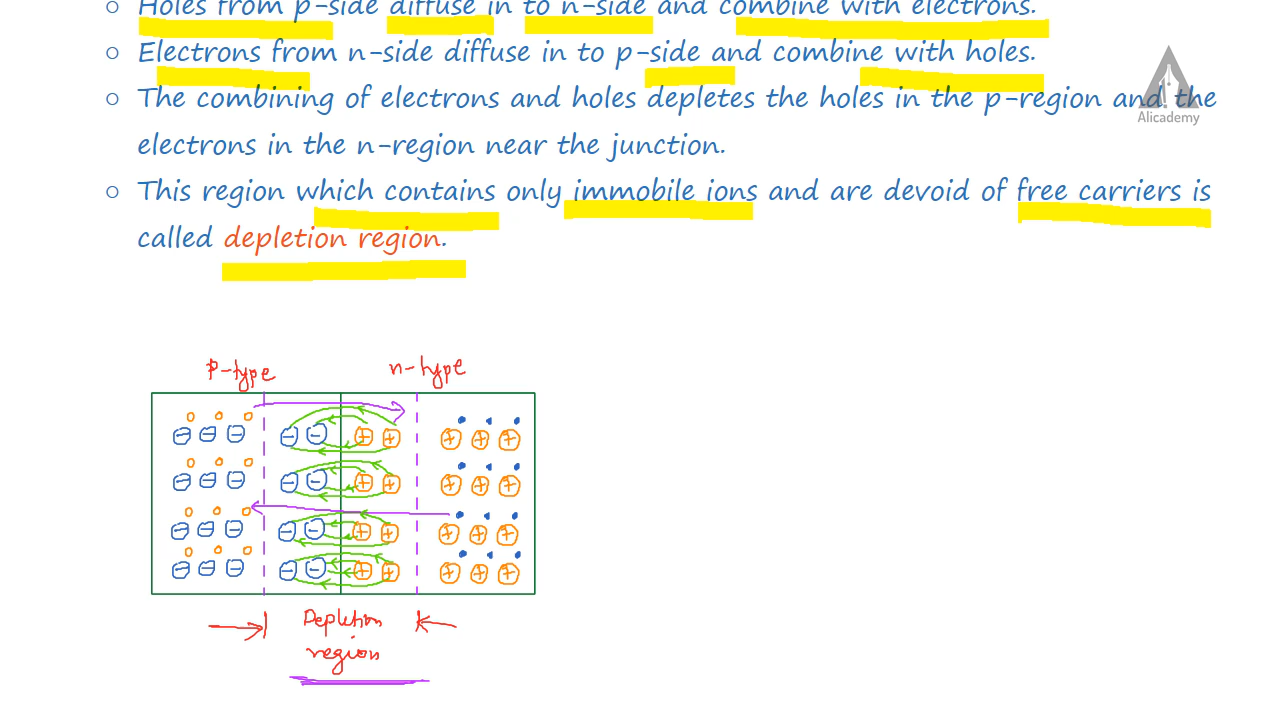 ○ Holes from p-side diffuse in to n-side and combine with electrons.
○ Electrons from n-side diffuse in to p-side and combine with holes.
○ The combining of electrons and holes depletes the holes in the p-region and the
electrons in the n-region near the junction.
○ This region which contains only immobile ions and are devoid of free carriers is
called depletion region.
Alicademy
P-type
n-type
Depletion
region